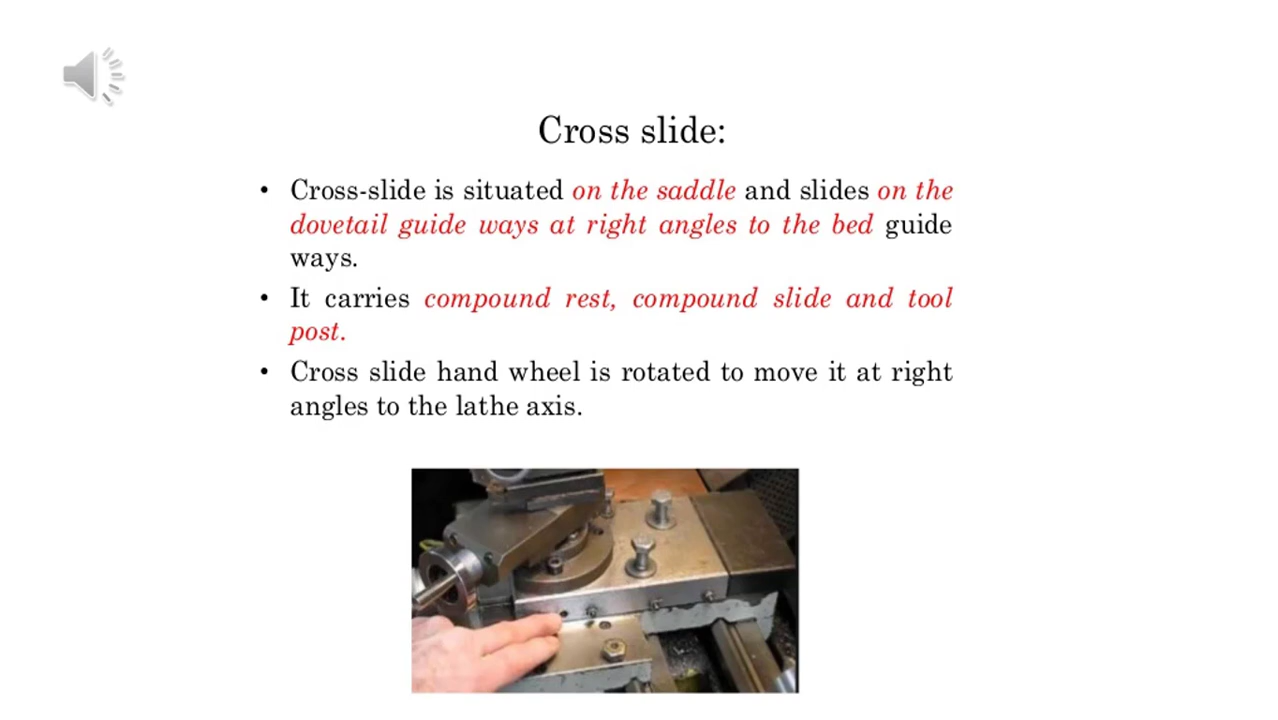 Cross slide:
• Cross-slide is situated on the saddle and slides on the
dovetail guide ways at right angles to the bed guide
ways.
• It carries compound rest, compound slide and tool
post.
• Cross slide hand wheel is rotated to move it at right
angles to the lathe axis.